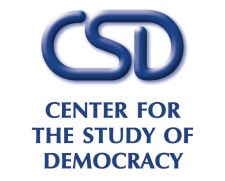 CSD
CENTER FOR
THE STUDY OF
DEMOCRACY